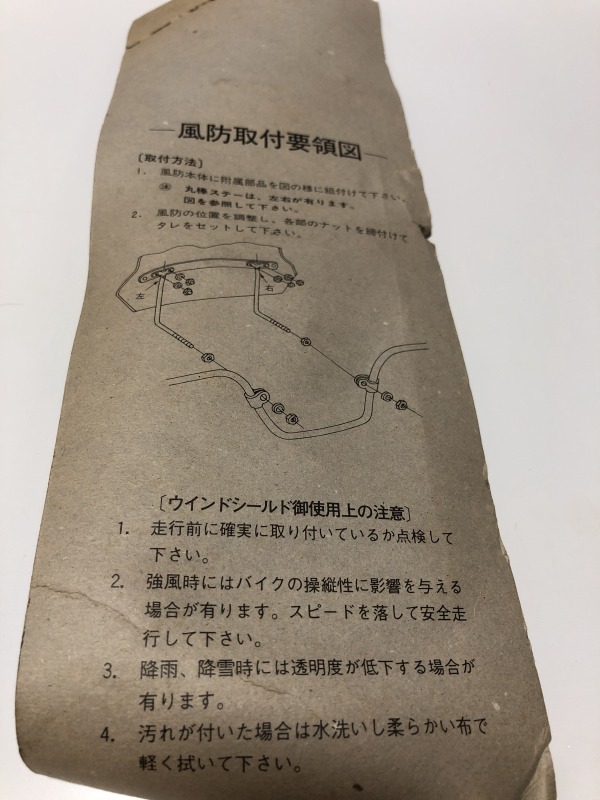 風防取付要領図
〔取付方法〕
1. 風防本体に附属部品を図の様に組付けて下さい。
㊟ 丸棒ステーは、左右が有ります。
図を参照して下さい。
2. 風防の位置を調整し、各部のナットを締付けて
タレをセットして下さい。
左
右
〔ウインドシールド御使用上の注意〕
1. 走行前に確実に取り付いているか点検して
下さい。
2. 強風時にはバイクの操縦性に影響を与える
場合が有ります。スピードを落して安全走
行して下さい。
3. 降雨、降雪時には透明度が低下する場合が
有ります。
4. 汚れが付いた場合は水洗いし柔らかい布で
軽く拭いて下さい。